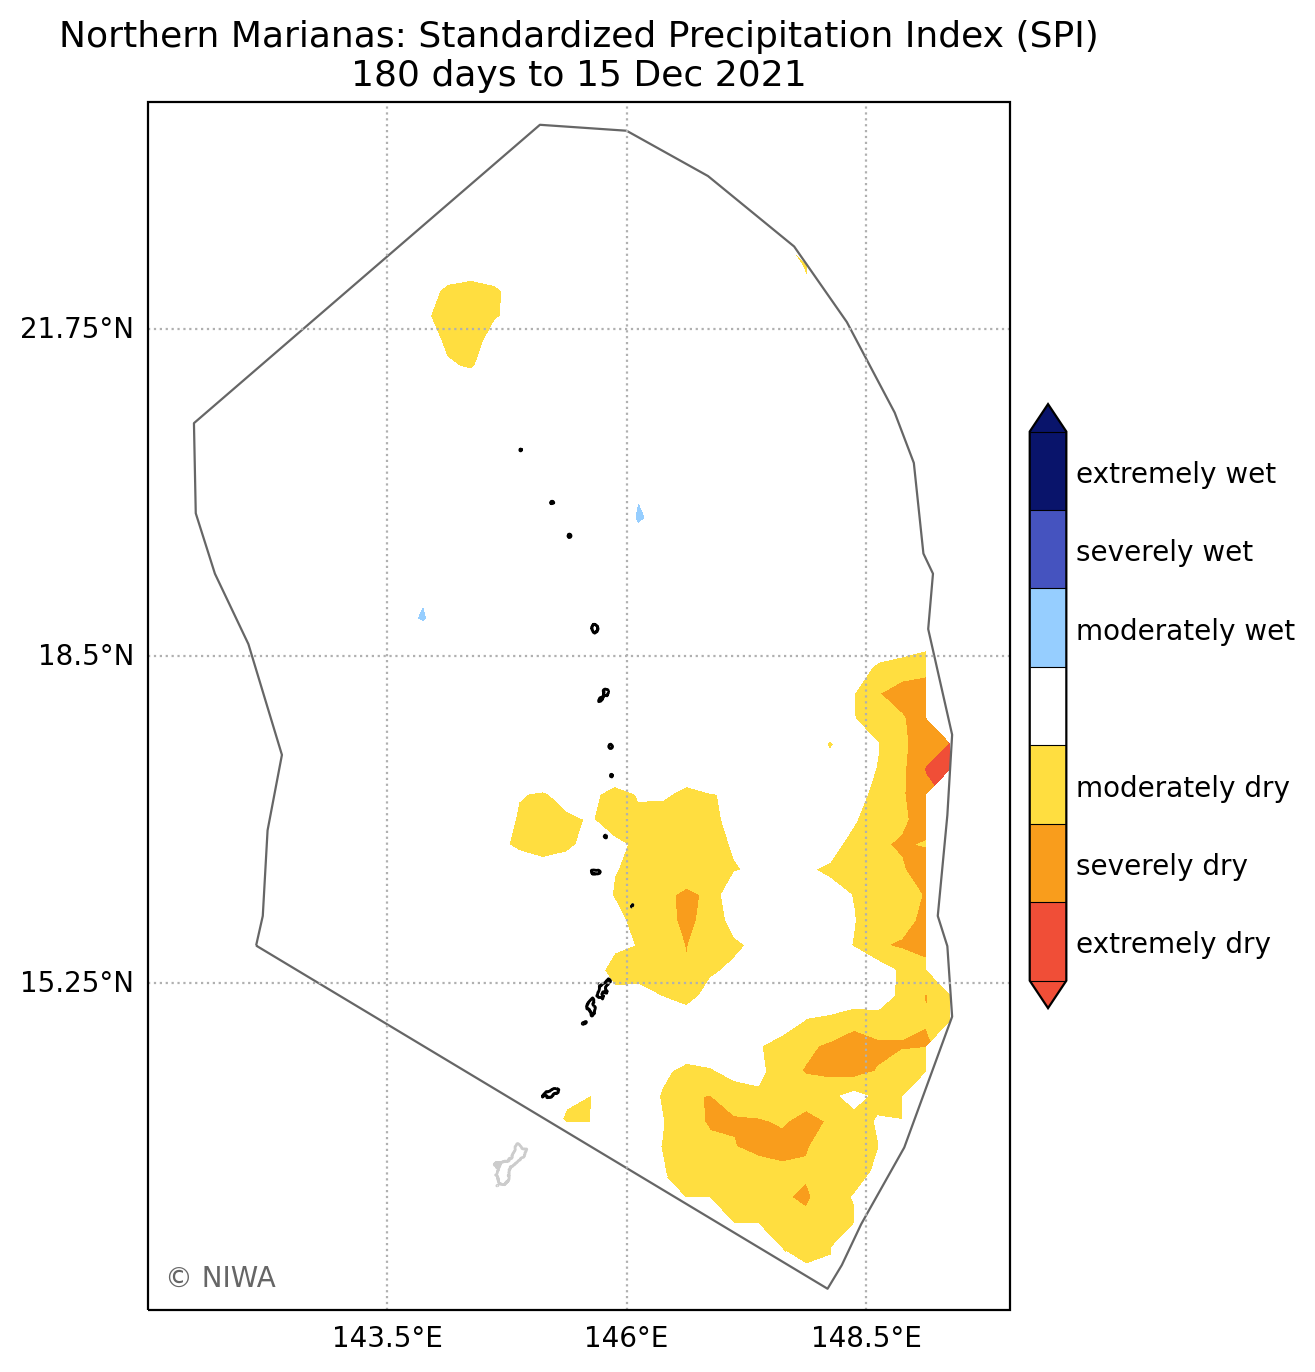 Northern Marianas: Standardized Precipitation Index (SPI)
180 days to 15 Dec 2021
21.75°N
18.5°N
15.25°N
143.5°E
146°E
148.5°E
extremely wet
severely wet
moderately wet
moderately dry
severely dry
extremely dry
© NIWA